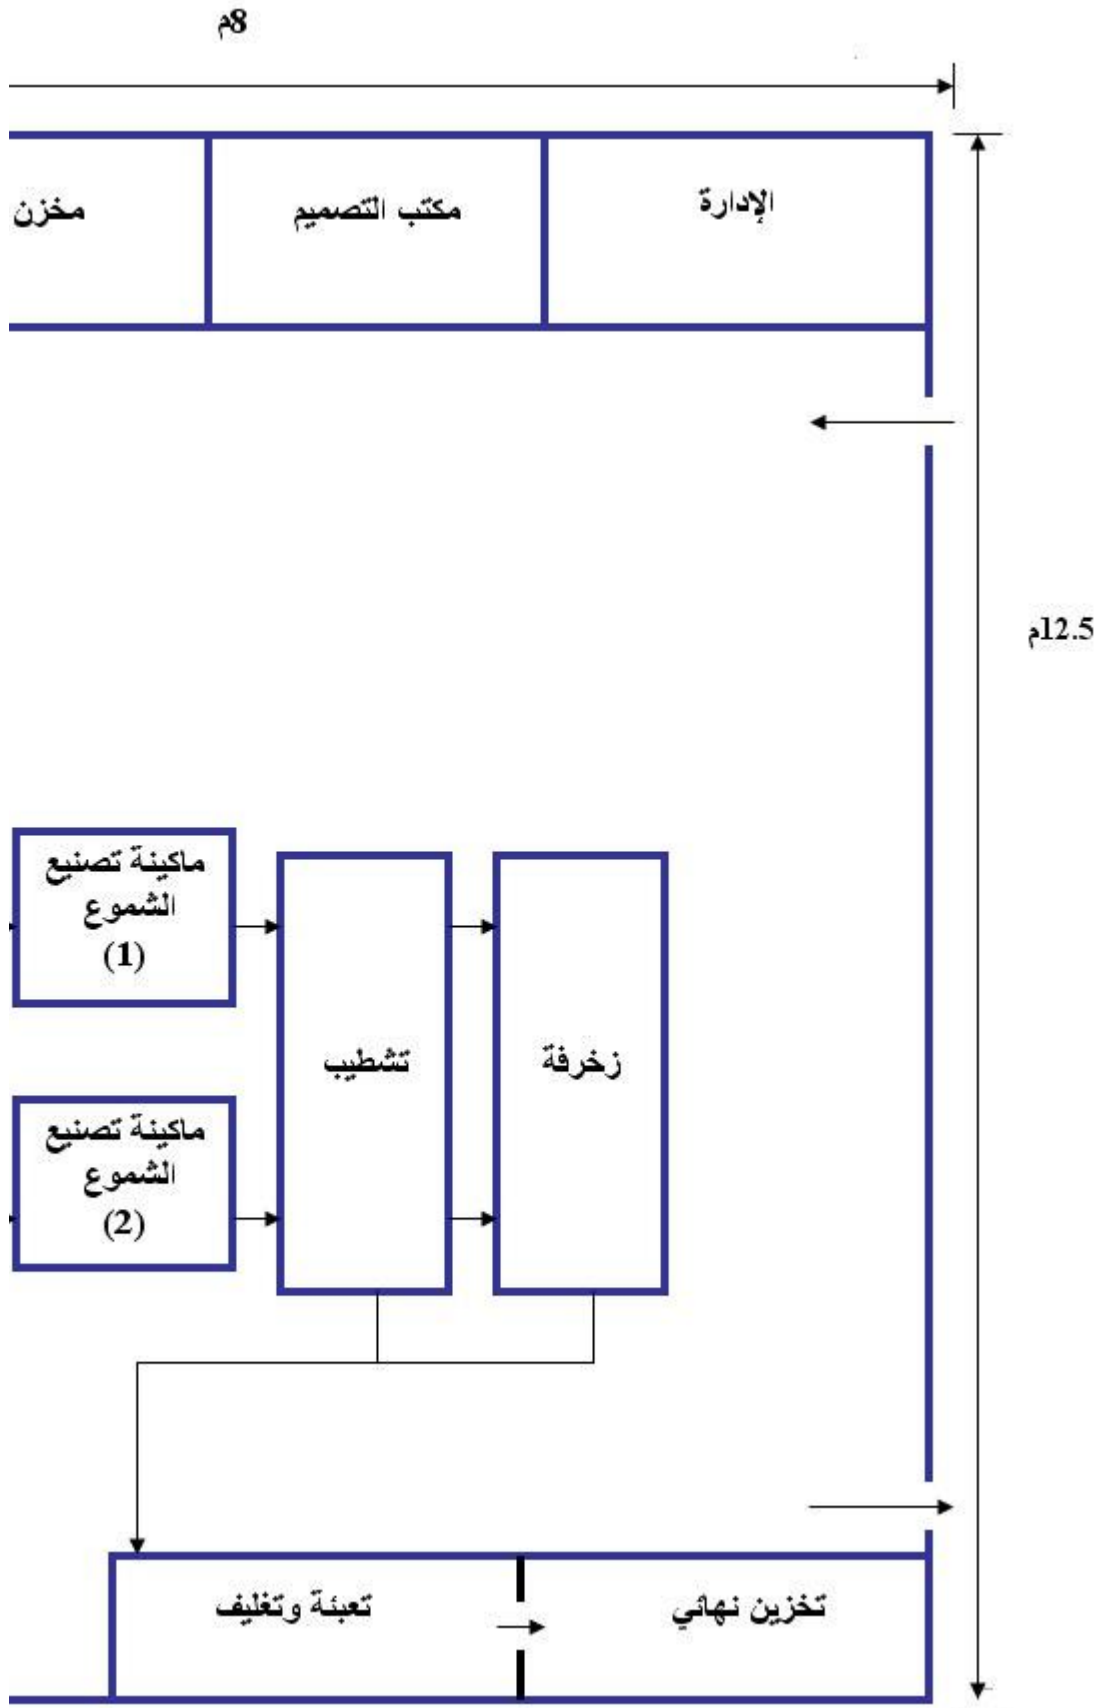 8م
الإدارة
مكتب التصميم
مخزن
12.5م
ماكينة تصنيع
الشموع
(1)
تشطيب
زخرفة
ماكينة تصنيع
الشموع
(2)
تعبئة وتغليف
تخزين نهائي